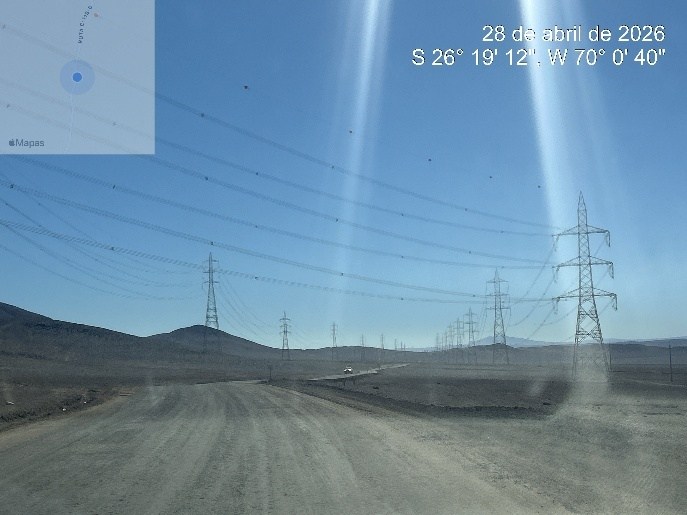 28 de abril de 2026
S 26° 19' 12", W 70° 0' 40"
Mapas